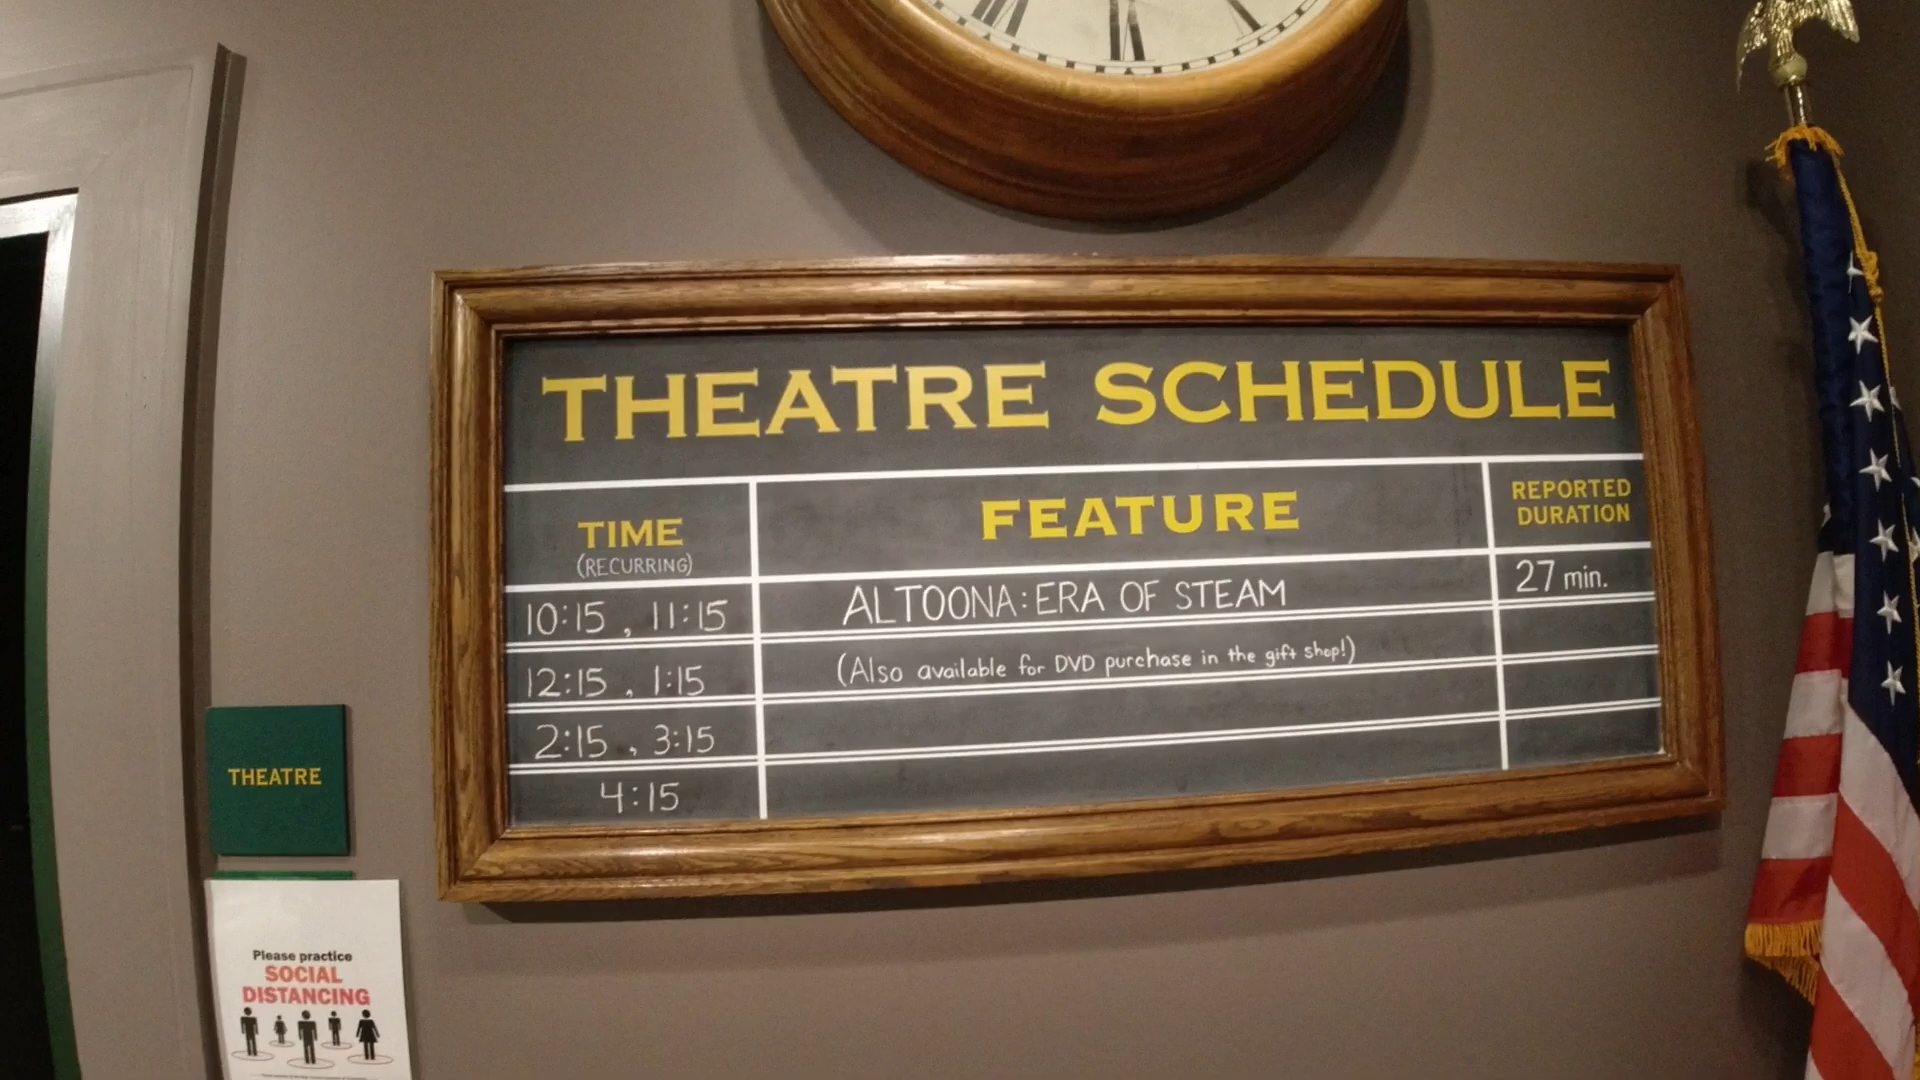 THEATRE SCHEDULE
TIME
(RECURRING)
FEATURE
REPORTED
DURATION
10:15 , 11:15
ALTOONA: ERA OF STEAM
27 min.
12:15 , 1:15
(Also available for DVD purchase in the gift shop!)
2:15 , 3:15
4:15
THEATRE
Please practice
SOCIAL
DISTANCING